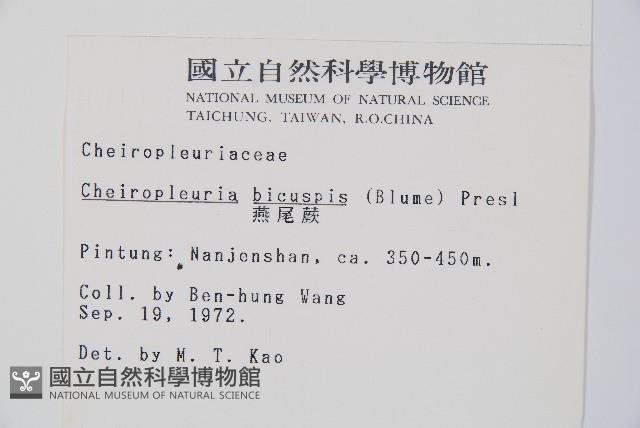 國立自然科學博物館
NATIONAL MUSEUM OF NATURAL SCIENCE
TAICHUNG, TAIWAN, R.O.CHINA
Cheiropleuriaceae
Cheiropleuria bicuspis (Blume) Presl
燕尾蕨
Pintung: Nanjenshan, ca. 350-450m.
Coll. by Ben-hung Wang
Sep. 19, 1972.
Det. by M. T. Kao
國立自然科學博物館
NATIONAL MUSEUM OF NATURAL SCIENCE